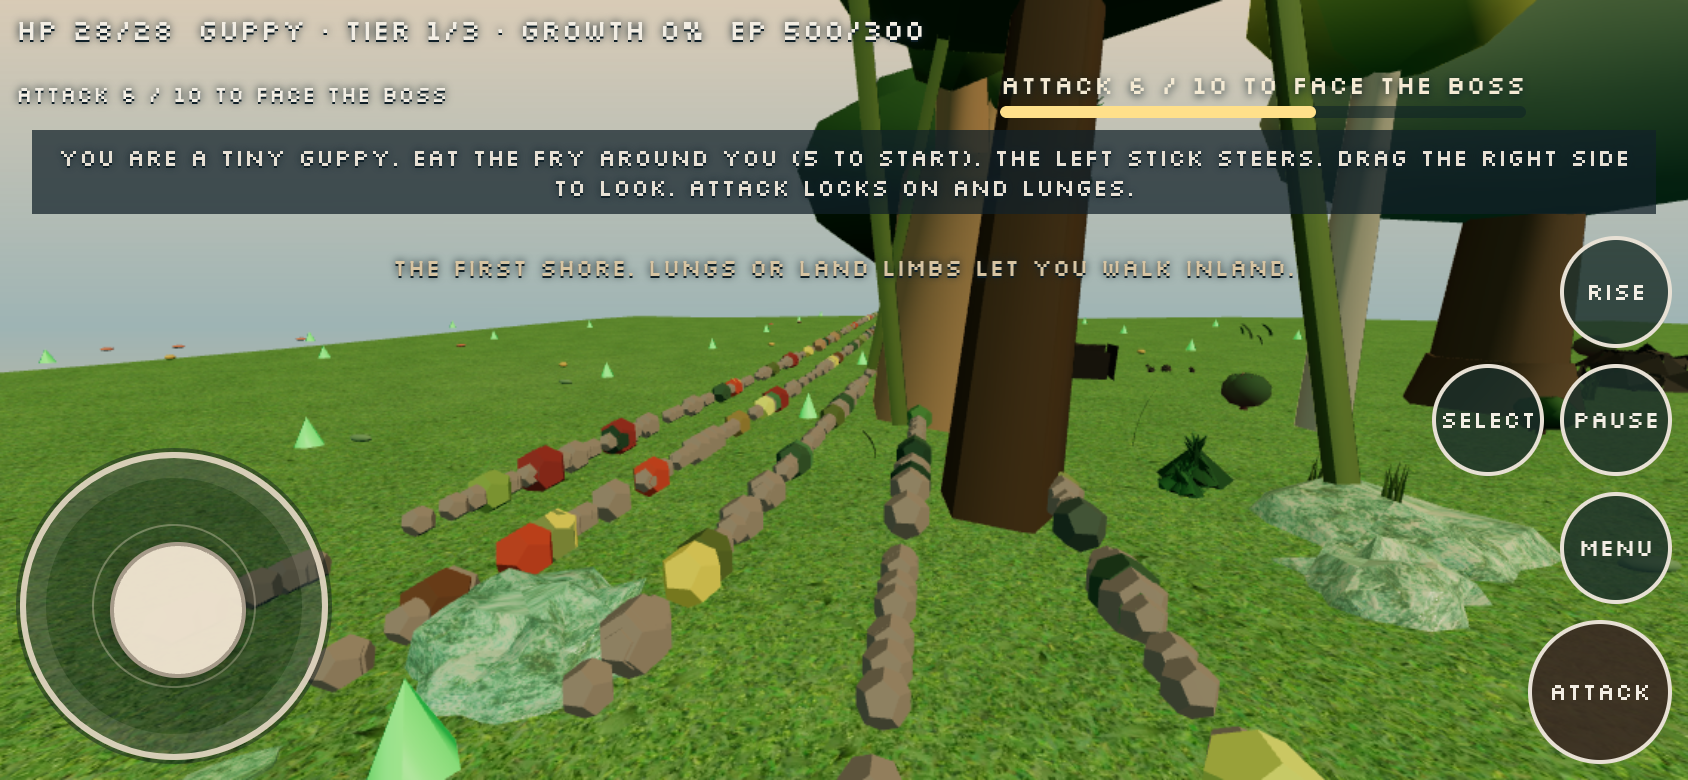 HP 28/28 GUPPY · TIER 1/3 · GROWTH 0% EP 500/300
ATTACK 6 / 10 TO FACE THE BOSS
ATTACK 6 / 10 TO FACE THE BOSS
YOU ARE A TINY GUPPY. EAT THE FRY AROUND YOU (5 TO START). THE LEFT STICK STEERS. DRAG THE RIGHT SIDE
TO LOOK. ATTACK LOCKS ON AND LUNGES.
THE FIRST SHORE. LUNGS OR LAND LIMBS LET YOU WALK INLAND.
RISE
SELECT
PAUSE
MENU
ATTACK